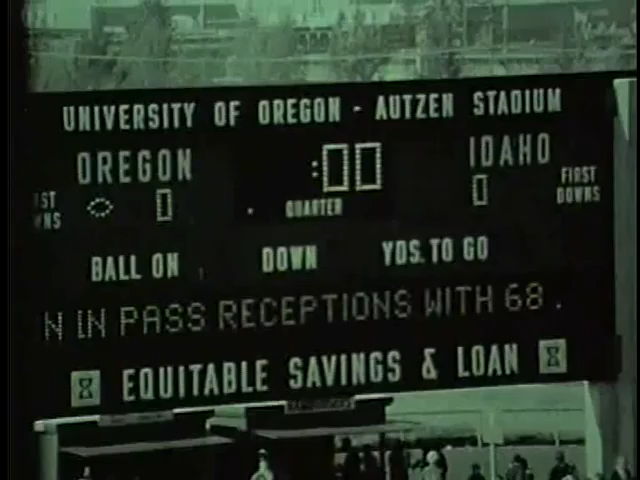 UNIVERSITY OF OREGON - AUTZEN STADIUM
OREGON :00 IDAHO
0 0 FIRST DOWNS
QUARTER
BALL ON DOWN YDS. TO GO
N IN PASS RECEPTIONS WITH 68.
EQUITABLE SAVINGS & LOAN